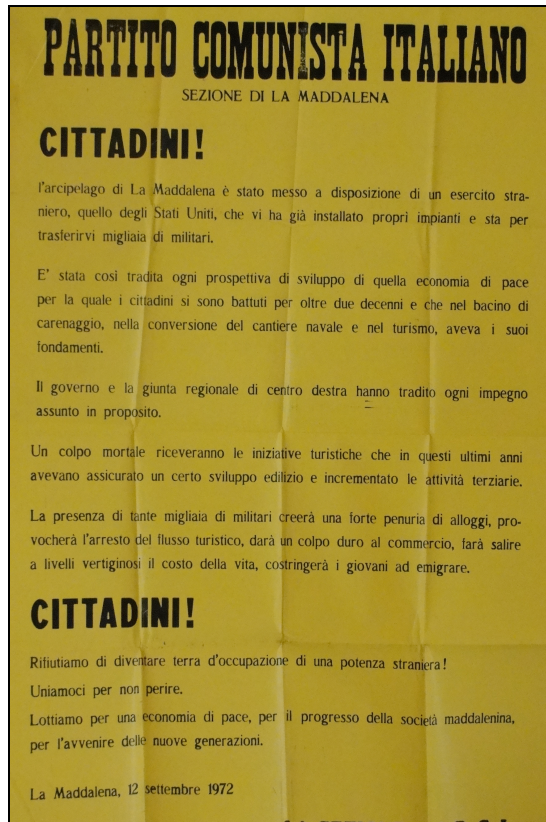 PARTITO COMUNISTA ITALIANO
SEZIONE DI LA MADDALENA
CITTADINI!
l'arcipelago di La Maddalena è stato messo a disposizione di un esercito stra-
niero, quello degli Stati Uniti, che vi ha già installato propri impianti e sta per
trasferirvi migliaia di militari.
E' stata così tradita ogni prospettiva di sviluppo di quella economia di pace
per la quale i cittadini si sono battuti per oltre due decenni e che nel bacino di
carenaggio, nella conversione del cantiere navale e nel turismo, aveva i suoi
fondamenti.
Il governo e la giunta regionale di centro destra hanno tradito ogni impegno
assunto in proposito.
Un colpo mortale riceveranno le iniziative turistiche che in questi ultimi anni
avevano assicurato un certo sviluppo edilizio e incrementato le attività terziarie.
La presenza di tante migliaia di militari creerà una forte penuria di alloggi, pro-
vocherà l'arresto del flusso turistico, darà un colpo duro al commercio, farà salire
a livelli vertiginosi il costo della vita, costringerà i giovani ad emigrare.
CITTADINI!
Rifiutiamo di diventare terra d'occupazione di una potenza straniera!
Uniamoci per non perire.
Lottiamo per una economia di pace, per il progresso della società maddalenina,
per l'avvenire delle nuove generazioni.
La Maddalena, 12 settembre 1972